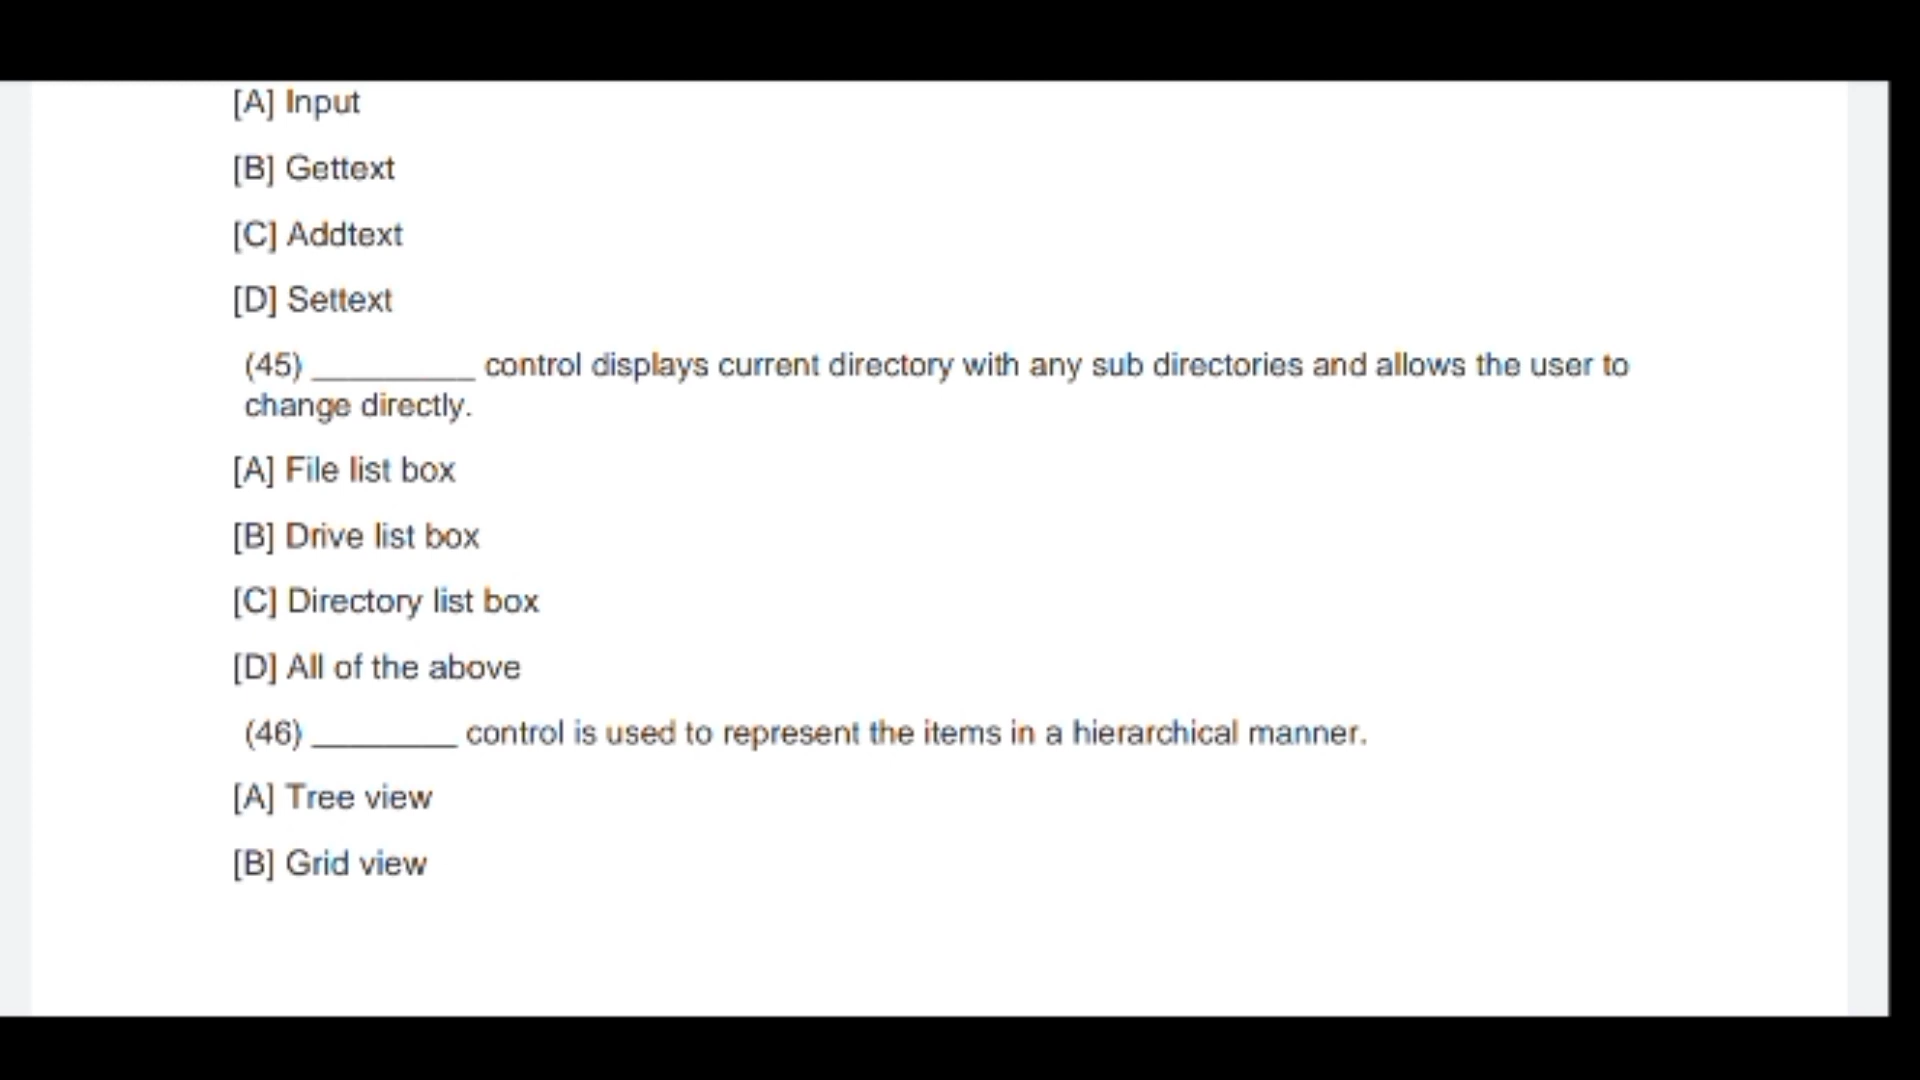 [A] Input
[B] Gettext
[C] Addtext
[D] Settext
(45) _________ control displays current directory with any sub directories and allows the user to
change directly.
[A] File list box
[B] Drive list box
[C] Directory list box
[D] All of the above
(46) ________ control is used to represent the items in a hierarchical manner.
[A] Tree view
[B] Grid view